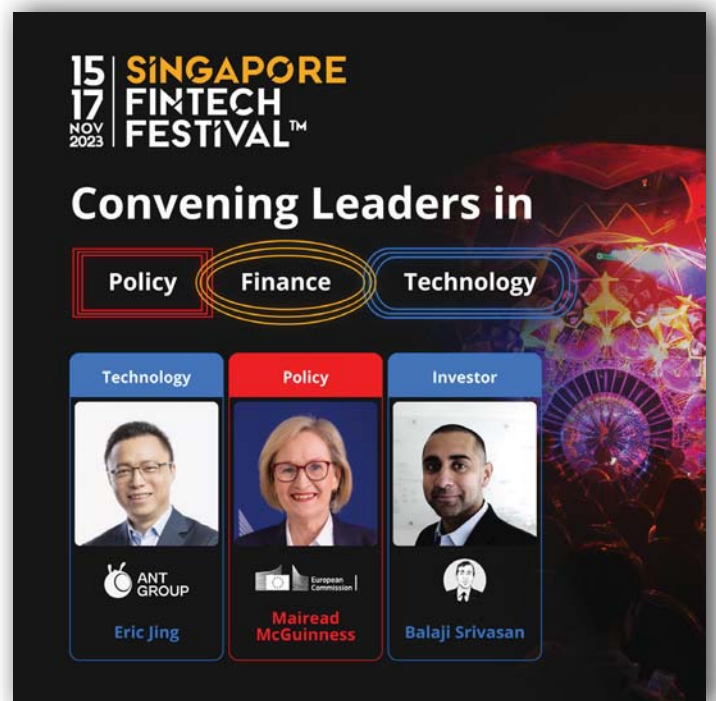 15
17
NOV
2023
SINGAPORE
FINTECH
FESTIVAL™
Convening Leaders in
Policy
Finance
Technology
Technology
ANT
GROUP
Eric Jing
Policy
European
Commission
Mairead
McGuinness
Investor
Balaji Srivasan